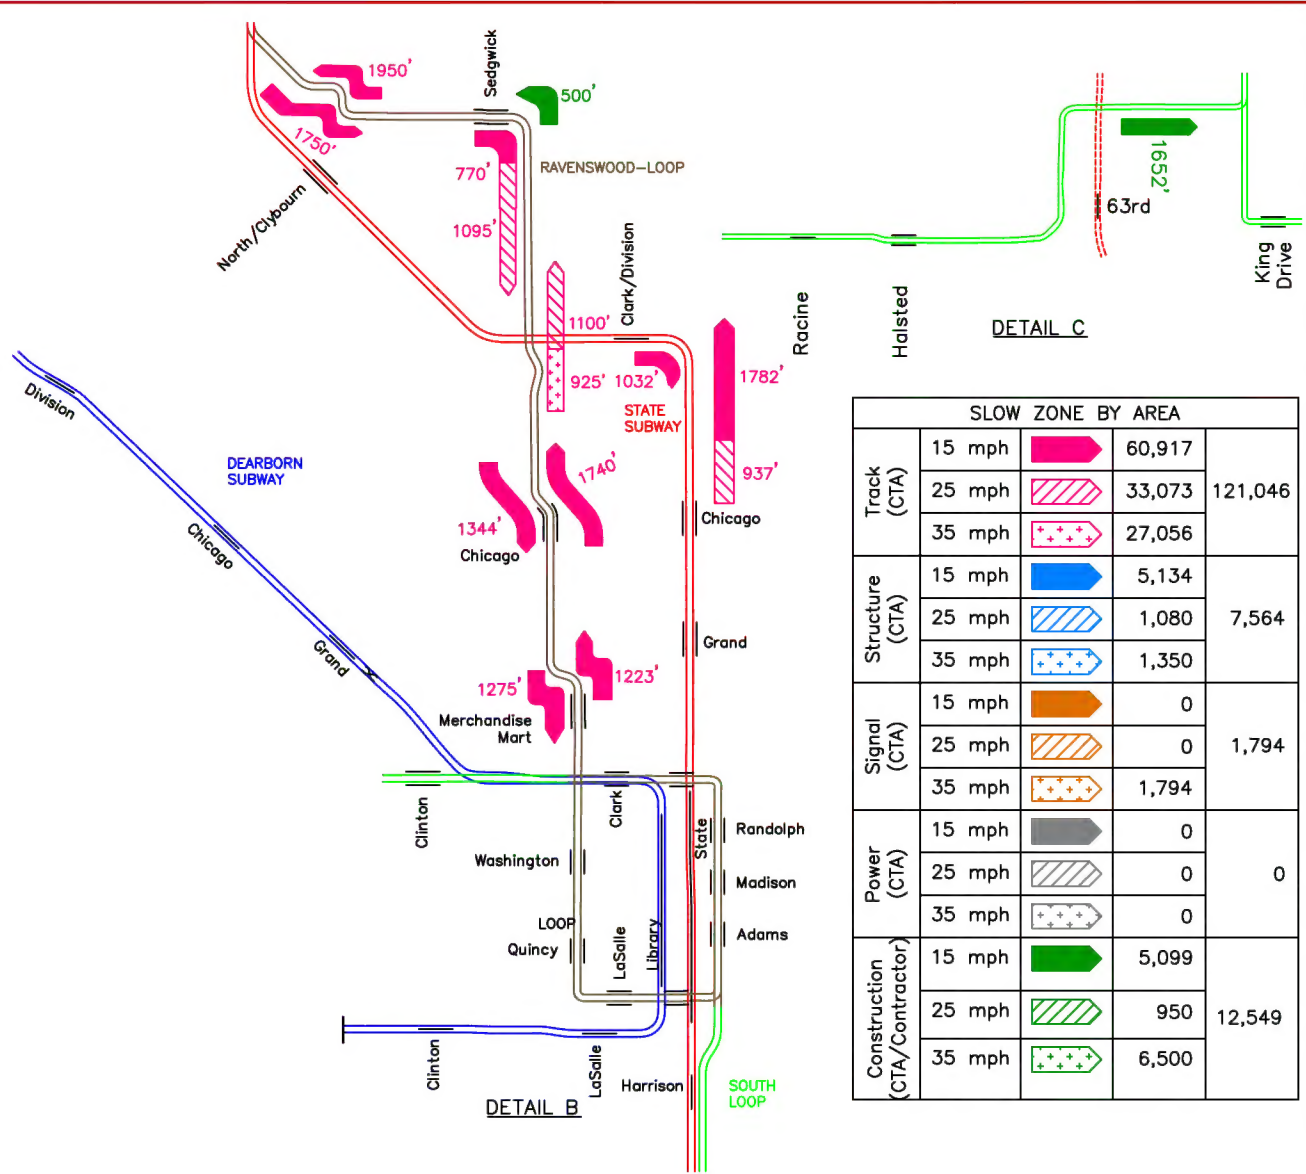 1950'
Sedgwick
500'
1750'
770'
RAVENSWOOD-LOOP
1095'
North/Clybourn
Clark/Division
1100'
925'
1032'
1782'
STATE
SUBWAY
Division
DEARBORN
SUBWAY
1740'
937'
1344'
Chicago
Chicago
Chicago
Grand
Grand
1275'
1223'
Merchandise
Mart
Clinton
Clark
State
Randolph
Washington
Madison
LOOP
Quincy
LaSalle
Library
Adams
Clinton
LaSalle
Harrison
SOUTH
LOOP
DETAIL B
1652'
63rd
King
Drive
Racine
Halsted
DETAIL C
SLOW ZONE BY AREA
Track
(CTA)
15 mph 60,917
25 mph 33,073 121,046
35 mph 27,056
Structure
(CTA)
15 mph 5,134
25 mph 1,080 7,564
35 mph 1,350
Signal
(CTA)
15 mph 0
25 mph 0 1,794
35 mph 1,794
Power
(CTA)
15 mph 0
25 mph 0 0
35 mph 0
Construction
(CTA/Contractor)
15 mph 5,099
25 mph 950 12,549
35 mph 6,500